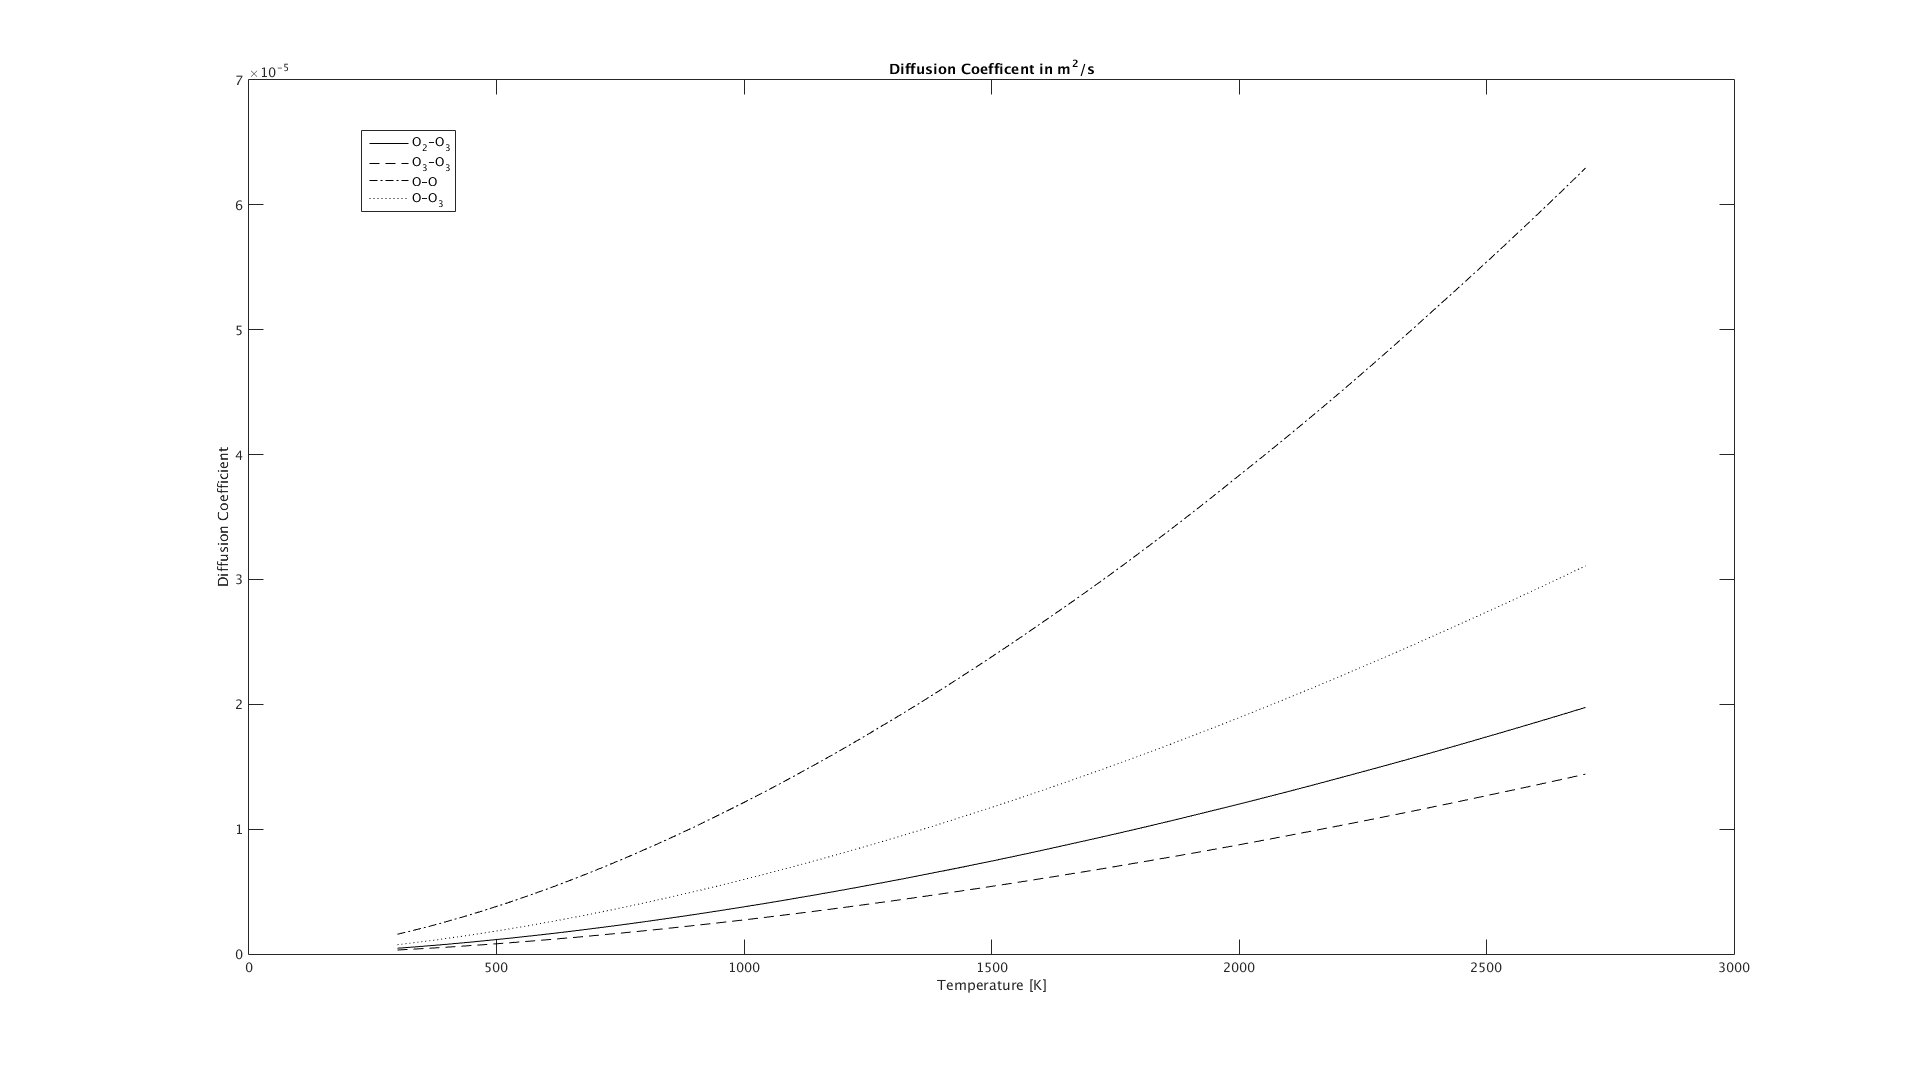 Diffusion Coefficent in m²/s
×10⁻⁵
7
6
5
4
3
2
1
0
Diffusion Coefficient
O₂-O₃
O₃-O₃
O-O
O-O₃
0 500 1000 1500 2000 2500 3000
Temperature [K]